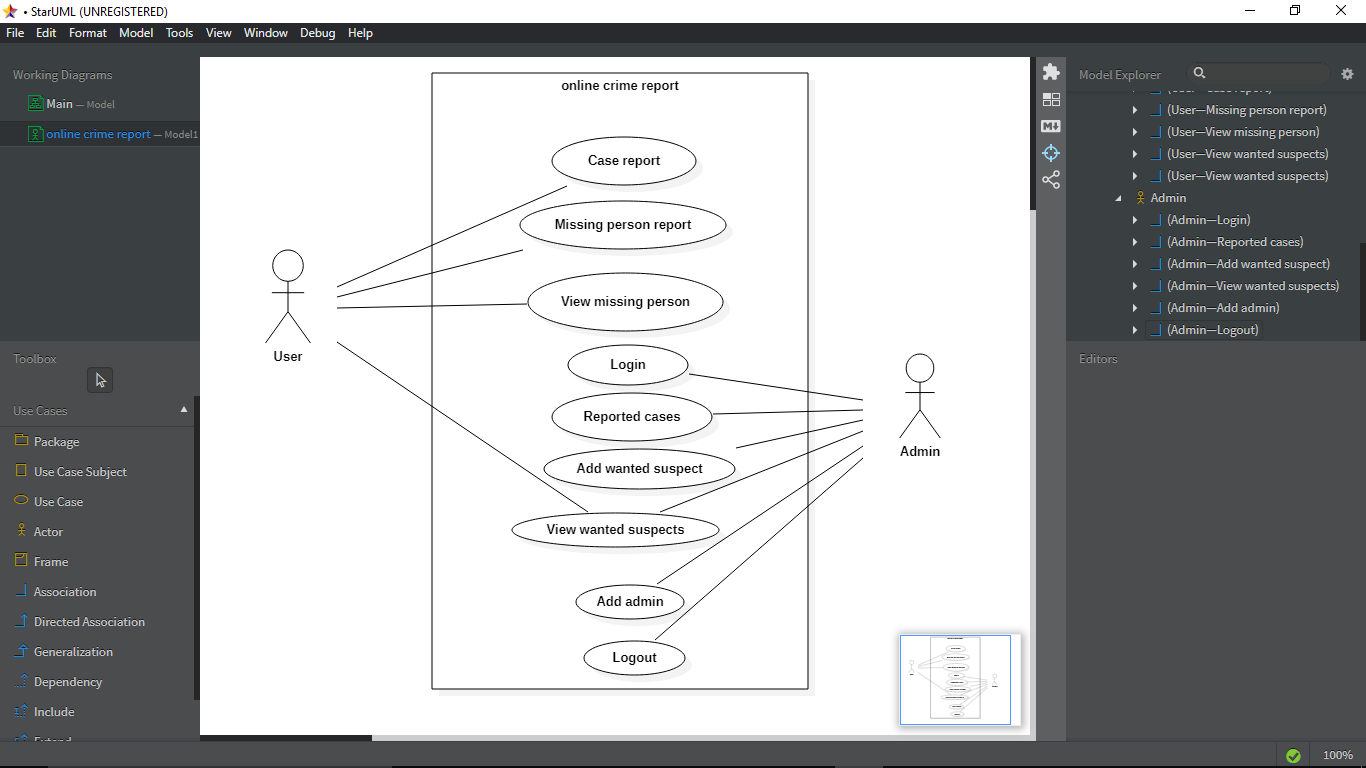 • StarUML (UNREGISTERED)
File Edit Format Model Tools View Window Debug Help
Working Diagrams
Main — Model
online crime report — Model1
Toolbox
Use Cases
Package
Use Case Subject
Use Case
Actor
Frame
Association
Directed Association
Generalization
Dependency
Include
Extend
online crime report
Case report
Missing person report
View missing person
Login
Reported cases
Add wanted suspect
View wanted suspects
Add admin
Logout
User
Admin
Model Explorer
(User—Case report)
(User—Missing person report)
(User—View missing person)
(User—View wanted suspects)
(User—View wanted suspects)
Admin
(Admin—Login)
(Admin—Reported cases)
(Admin—Add wanted suspect)
(Admin—View wanted suspects)
(Admin—Add admin)
(Admin—Logout)
Editors
100%